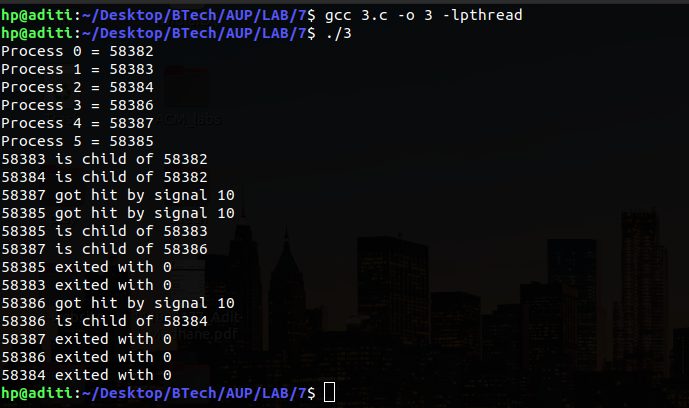 hp@aditi:~/Desktop/BTech/AUP/LAB/7$ gcc 3.c -o 3 -lpthread
hp@aditi:~/Desktop/BTech/AUP/LAB/7$ ./3
Process 0 = 58382
Process 1 = 58383
Process 2 = 58384
Process 3 = 58386
Process 4 = 58387
Process 5 = 58385
58383 is child of 58382
58384 is child of 58382
58387 got hit by signal 10
58385 got hit by signal 10
58385 is child of 58383
58387 is child of 58386
58385 exited with 0
58383 exited with 0
58386 got hit by signal 10
58386 is child of 58384
58387 exited with 0
58386 exited with 0
58384 exited with 0
hp@aditi:~/Desktop/BTech/AUP/LAB/7$